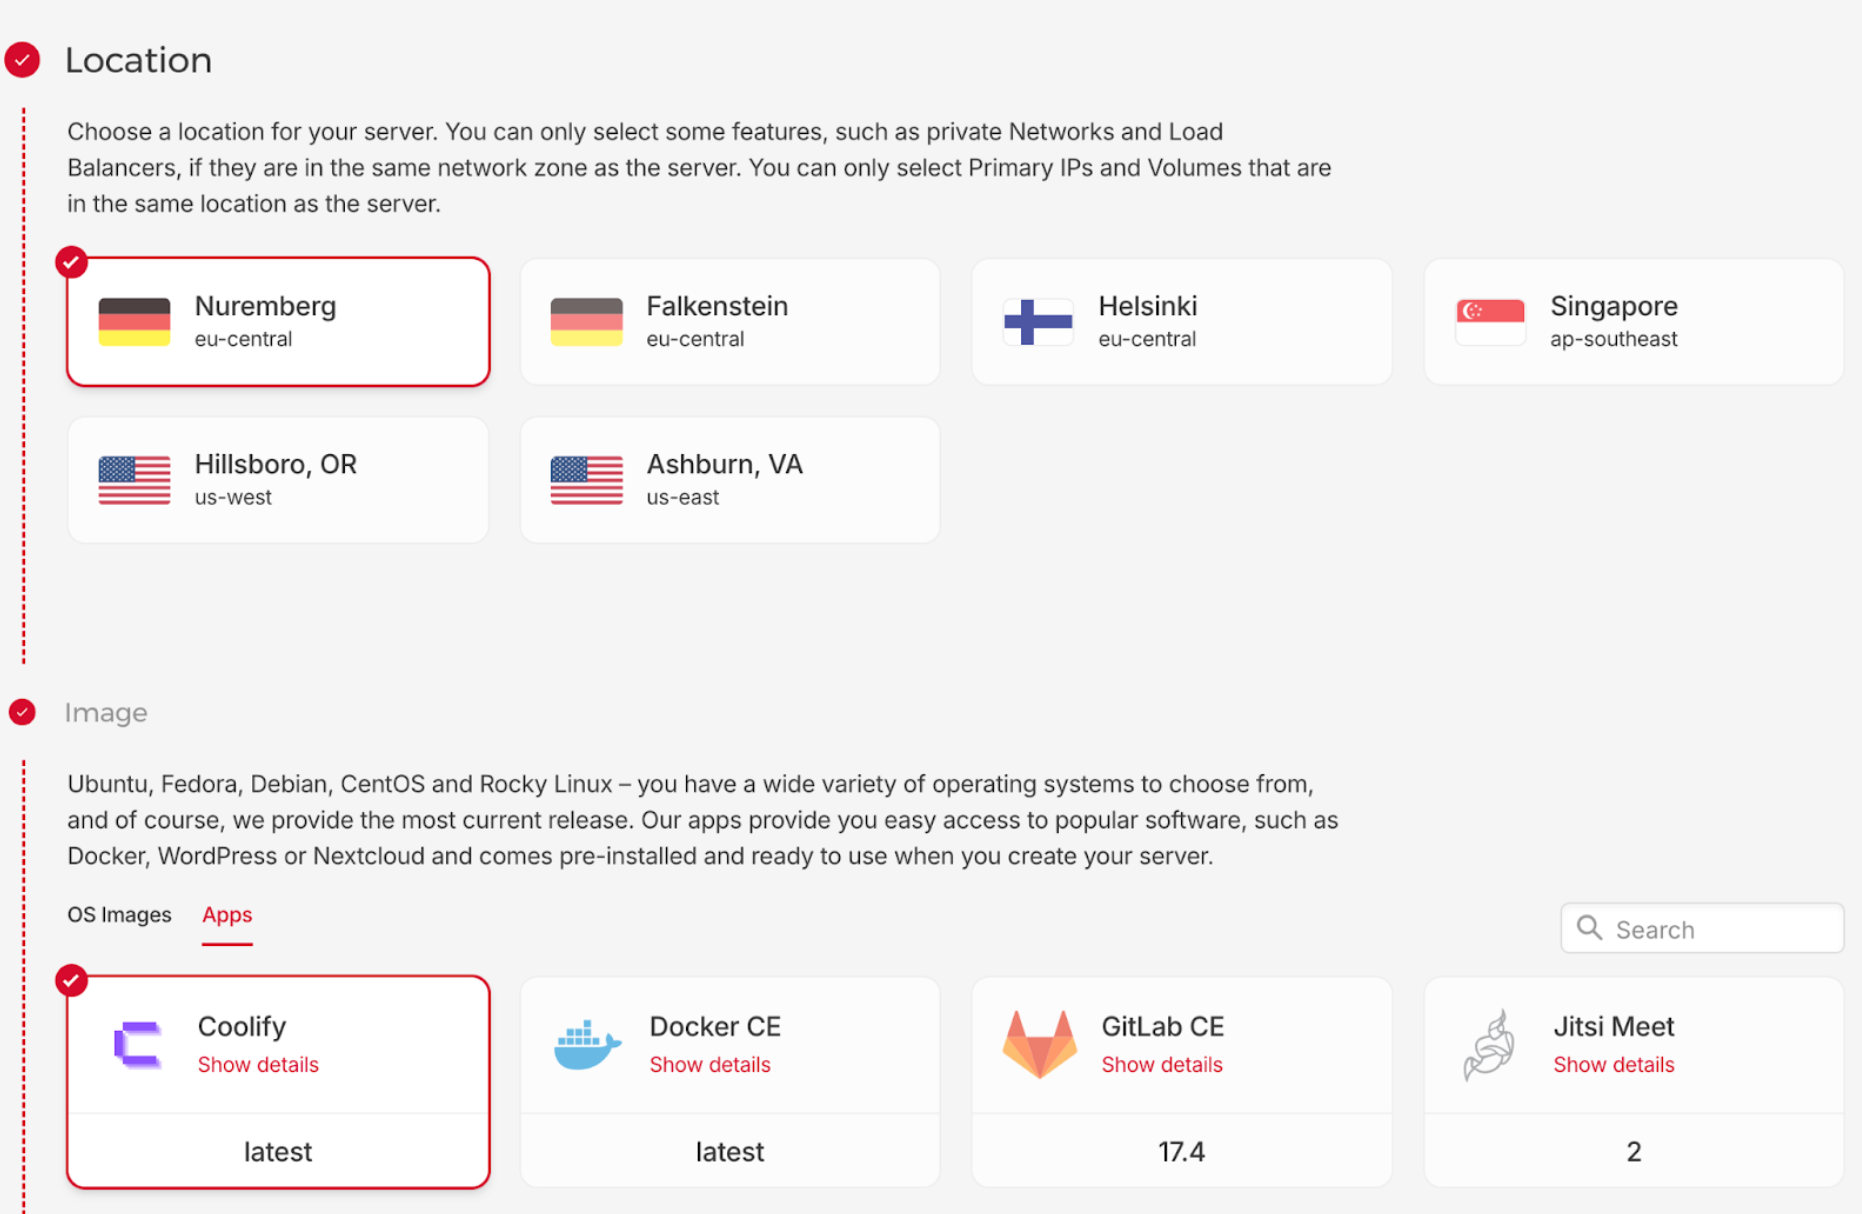 Location
Choose a location for your server. You can only select some features, such as private Networks and Load
Balancers, if they are in the same network zone as the server. You can only select Primary IPs and Volumes that are
in the same location as the server.
Nuremberg
eu-central
Falkenstein
eu-central
Helsinki
eu-central
Singapore
ap-southeast
Hillsboro, OR
us-west
Ashburn, VA
us-east
Image
Ubuntu, Fedora, Debian, CentOS and Rocky Linux – you have a wide variety of operating systems to choose from,
and of course, we provide the most current release. Our apps provide you easy access to popular software, such as
Docker, WordPress or Nextcloud and comes pre-installed and ready to use when you create your server.
OS Images
Apps
Search
Coolify
Show details
latest
Docker CE
Show details
latest
GitLab CE
Show details
17.4
Jitsi Meet
Show details
2